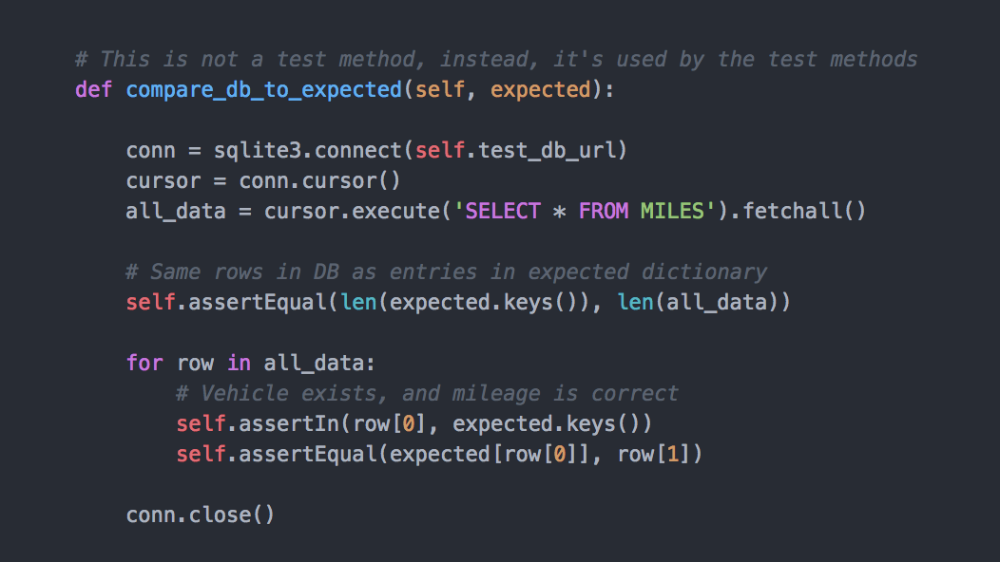 # This is not a test method, instead, it's used by the test methods
def compare_db_to_expected(self, expected):
conn = sqlite3.connect(self.test_db_url)
cursor = conn.cursor()
all_data = cursor.execute('SELECT * FROM MILES').fetchall()
# Same rows in DB as entries in expected dictionary
self.assertEqual(len(expected.keys()), len(all_data))
for row in all_data:
# Vehicle exists, and mileage is correct
self.assertIn(row[0], expected.keys())
self.assertEqual(expected[row[0]], row[1])
conn.close()